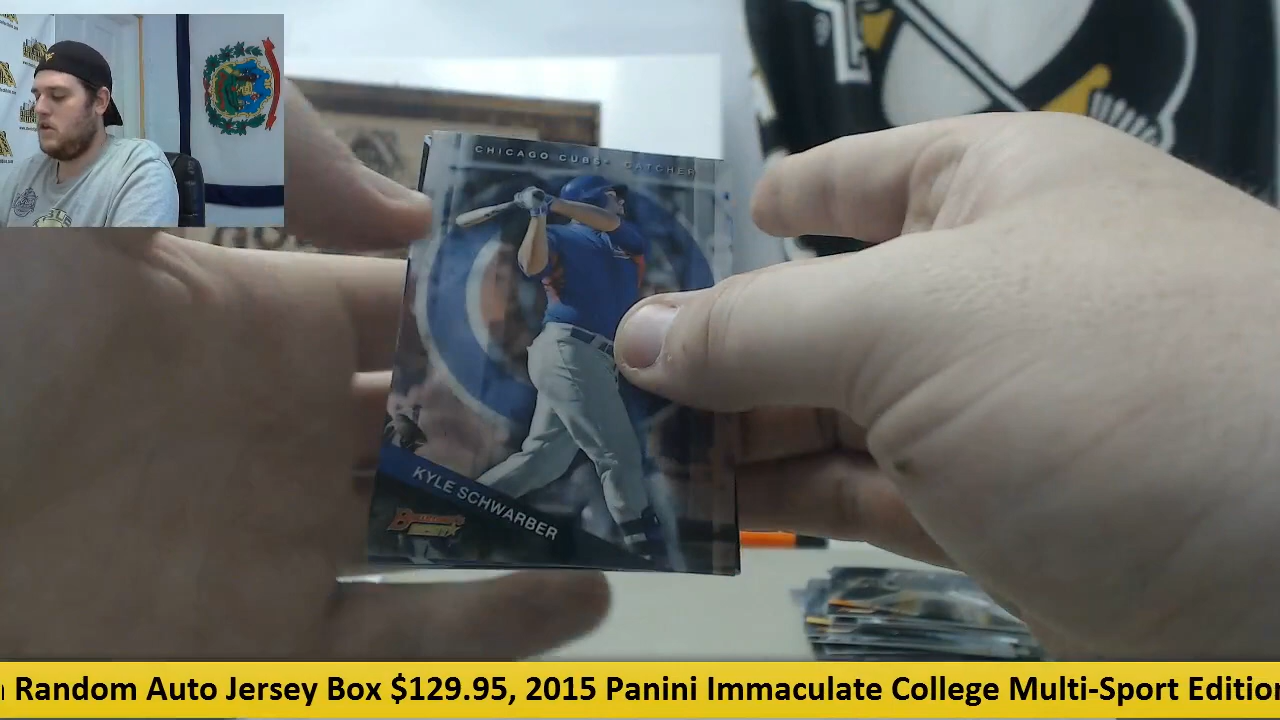 CHICAGO CUBS® CATCHER
KYLE SCHWARBER
BOWMAN'S
BEST
Random Auto Jersey Box $129.95, 2015 Panini Immaculate College Multi-Sport Edition